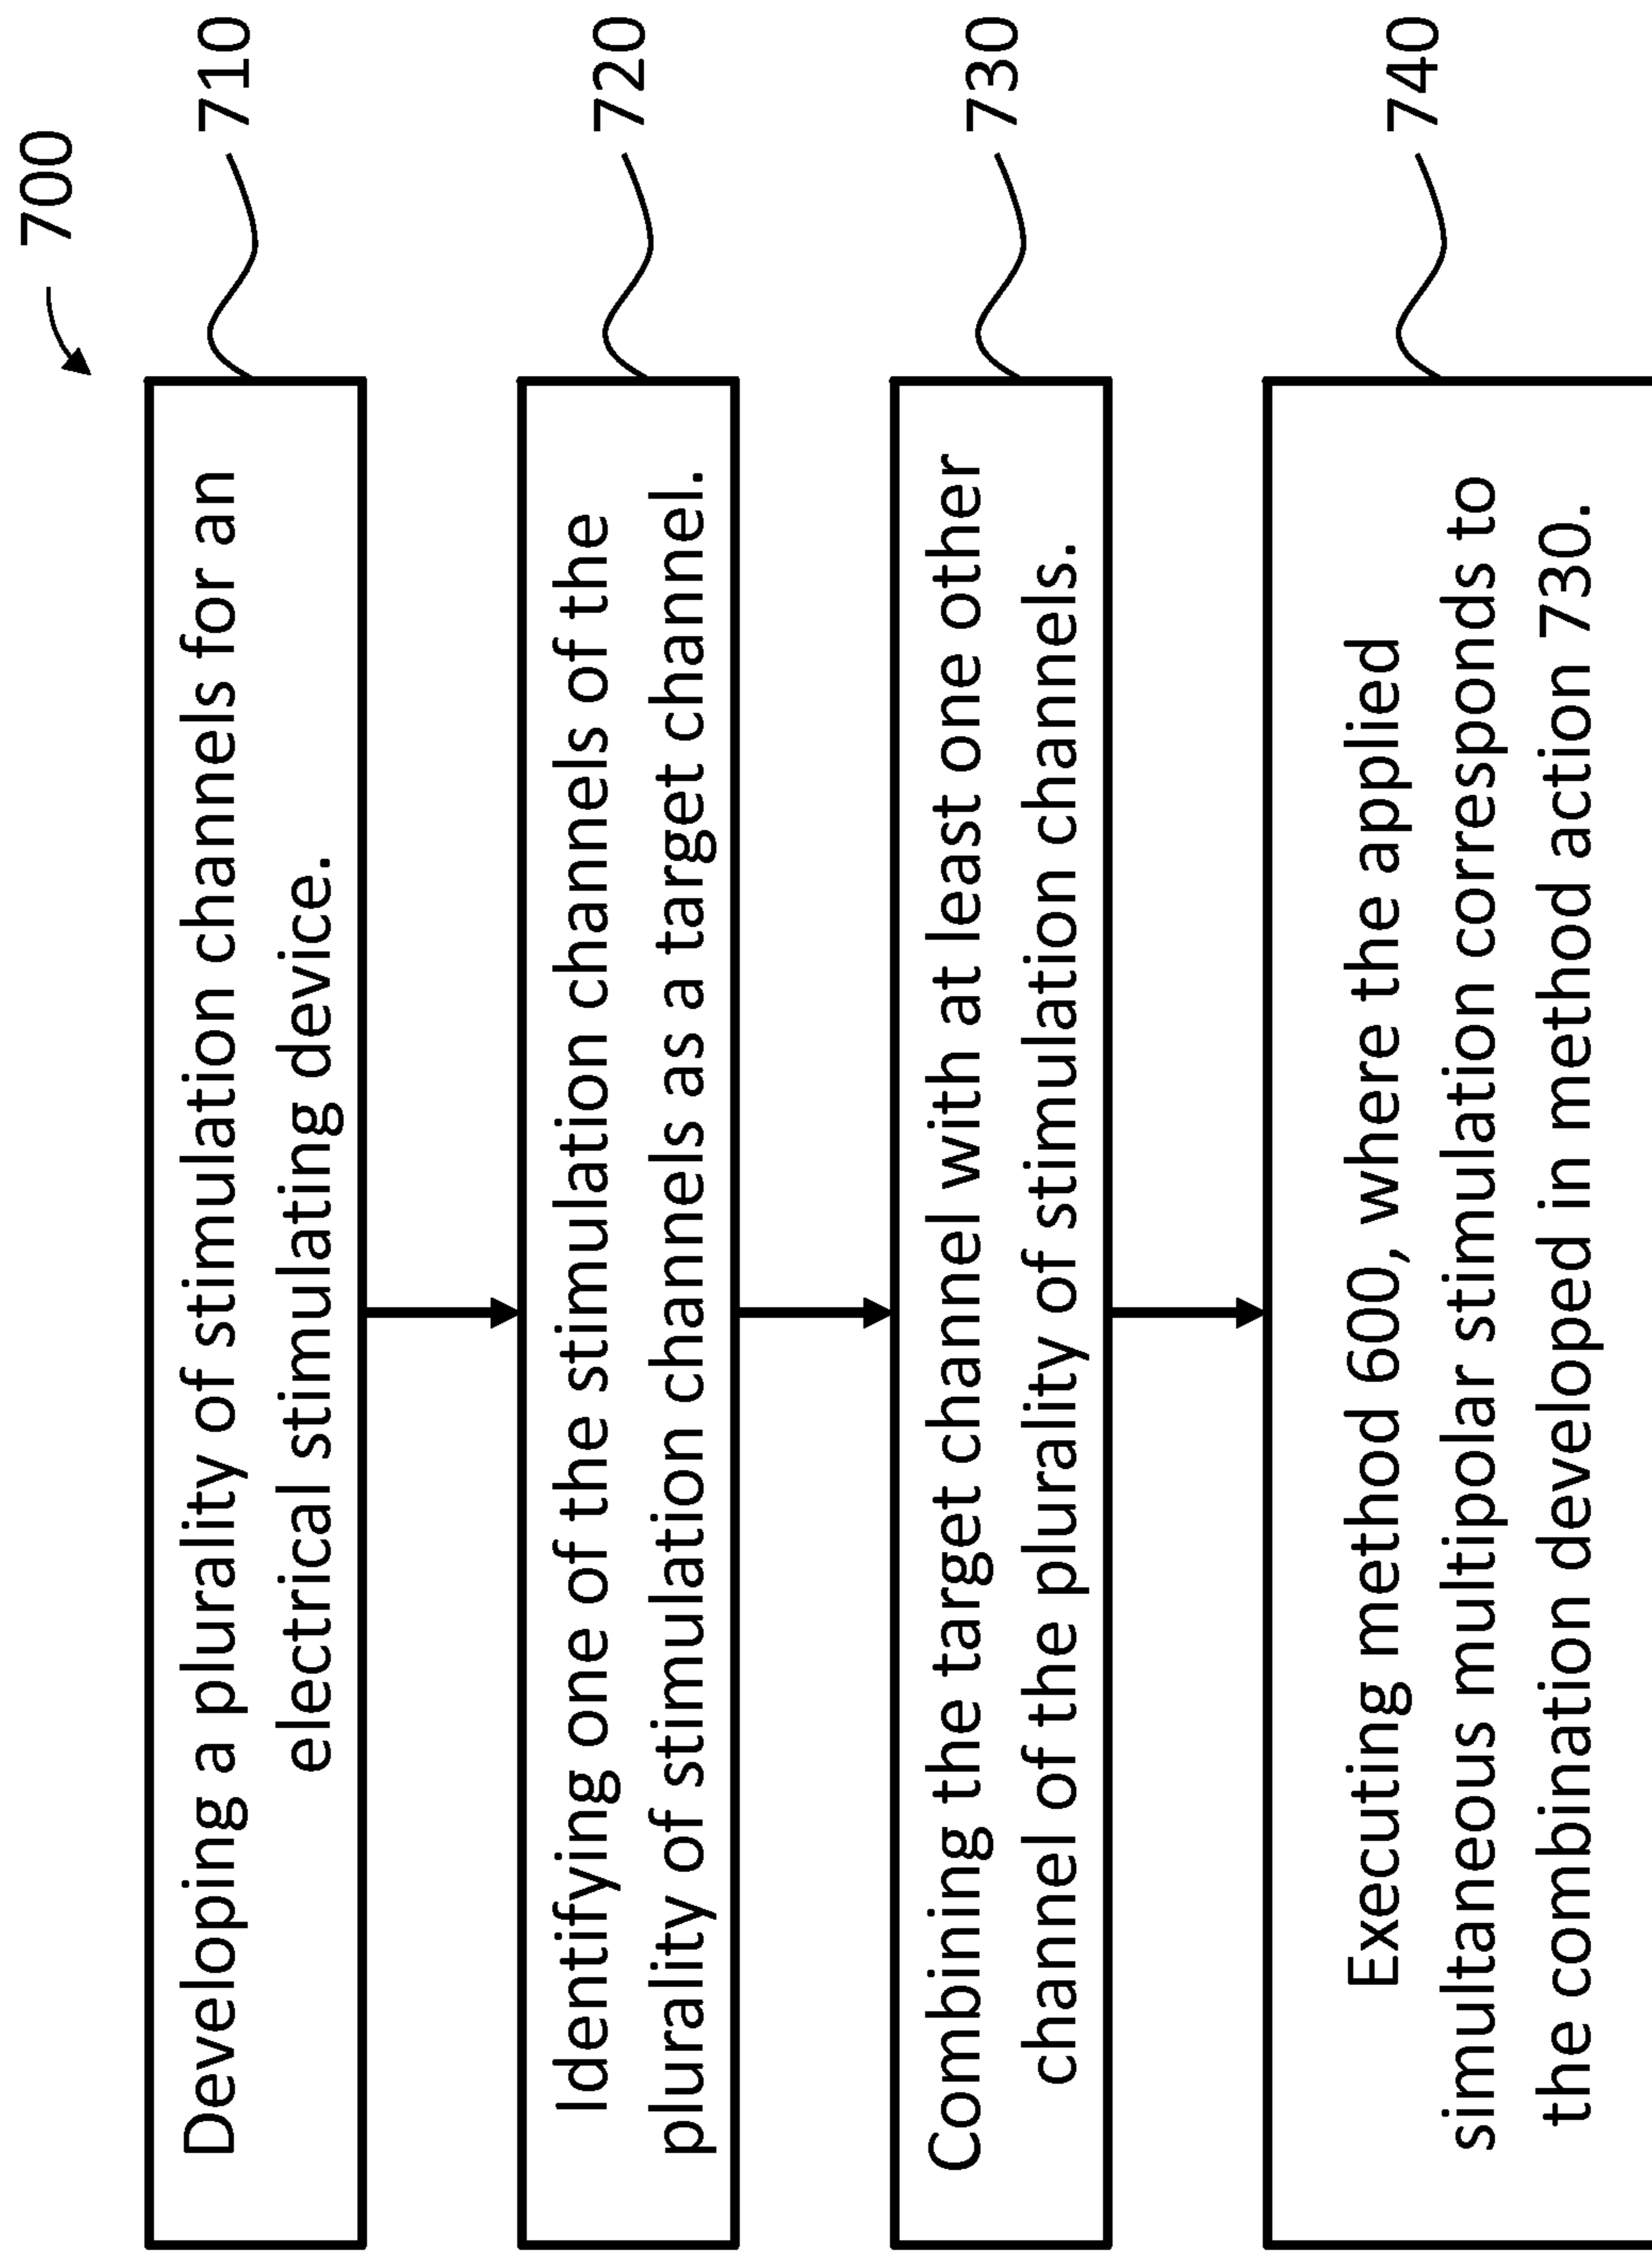 700
Developing a plurality of stimulation channels for an
electrical stimulating device.
710
Identifying one of the stimulation channels of the
plurality of stimulation channels as a target channel.
720
Combining the target channel with at least one other
channel of the plurality of stimulation channels.
730
Executing method 600, where the applied
simultaneous multipolar stimulation corresponds to
the combination developed in method action 730.
740